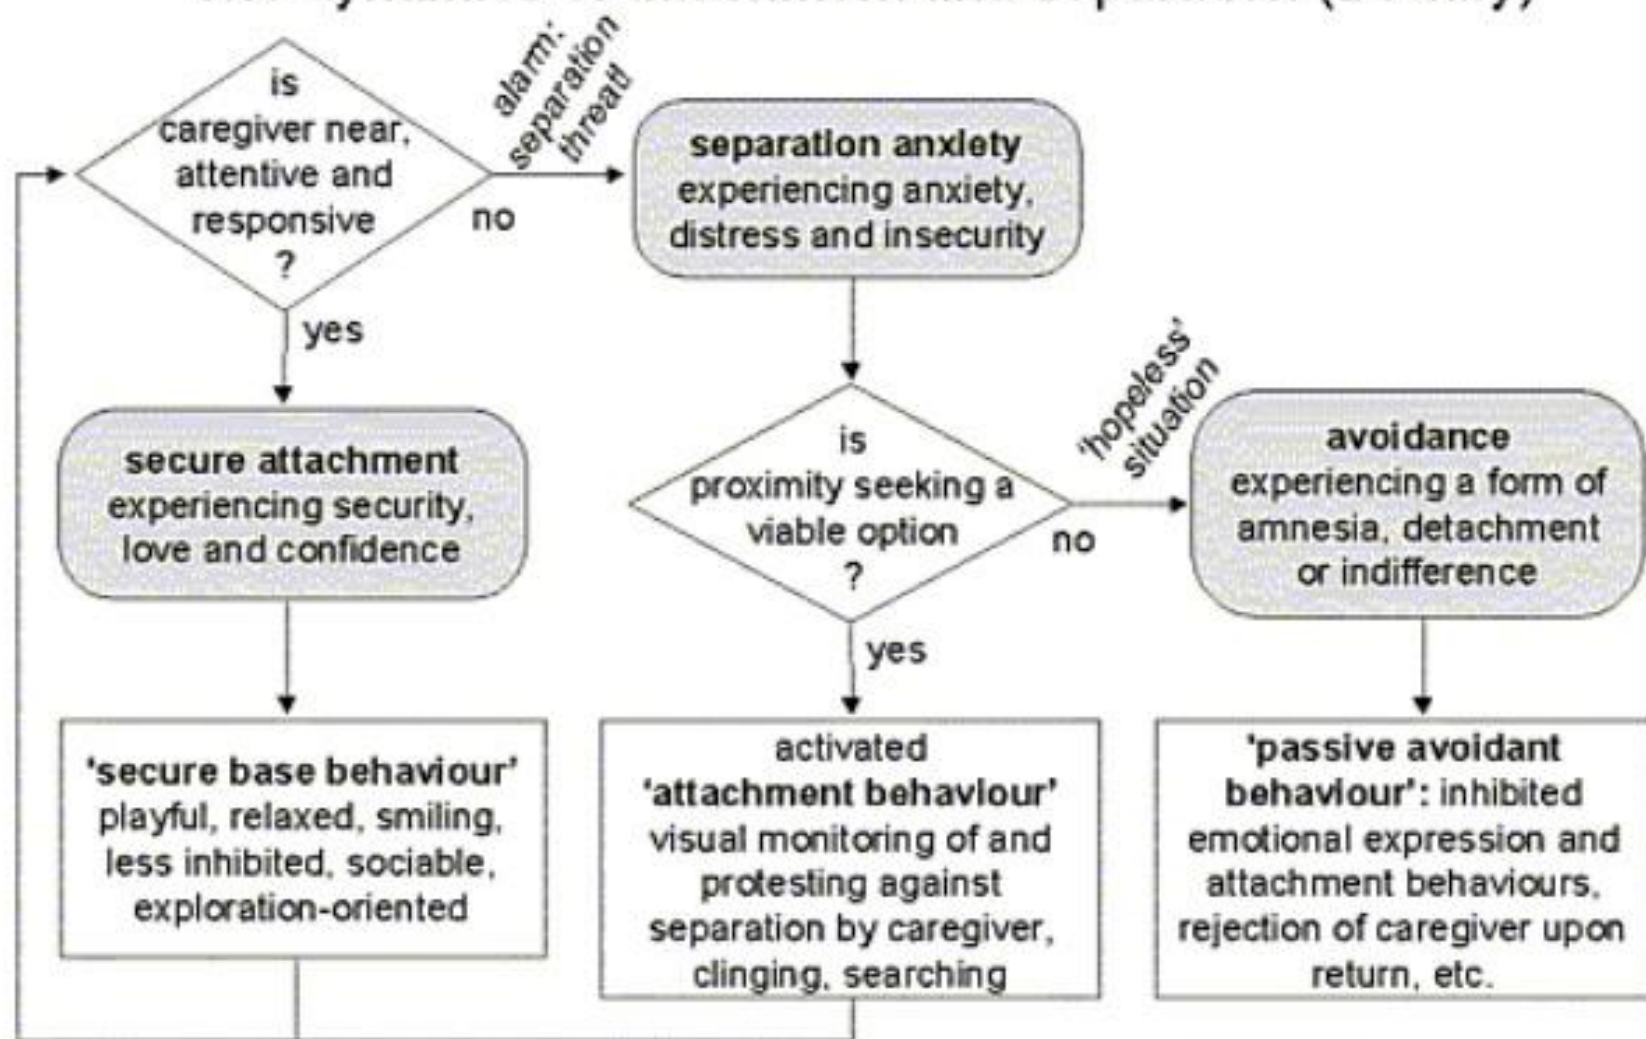 is
caregiver near,
attentive and
responsive
?
alarm:
separation
threat!
no
yes
separation anxiety
experiencing anxiety,
distress and insecurity
secure attachment
experiencing security,
love and confidence
is
proximity seeking a
viable option
?
'hopeless'
situation
no
yes
avoidance
experiencing a form of
amnesia, detachment
or indifference
'secure base behaviour'
playful, relaxed, smiling,
less inhibited, sociable,
exploration-oriented
activated
'attachment behaviour'
visual monitoring of and
protesting against
separation by caregiver,
clinging, searching
'passive avoidant
behaviour': inhibited
emotional expression and
attachment behaviours,
rejection of caregiver upon
return, etc.